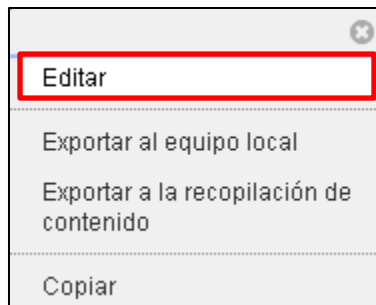 Editar
Exportar al equipo local
Exportar a la recopilación de
contenido
Copiar